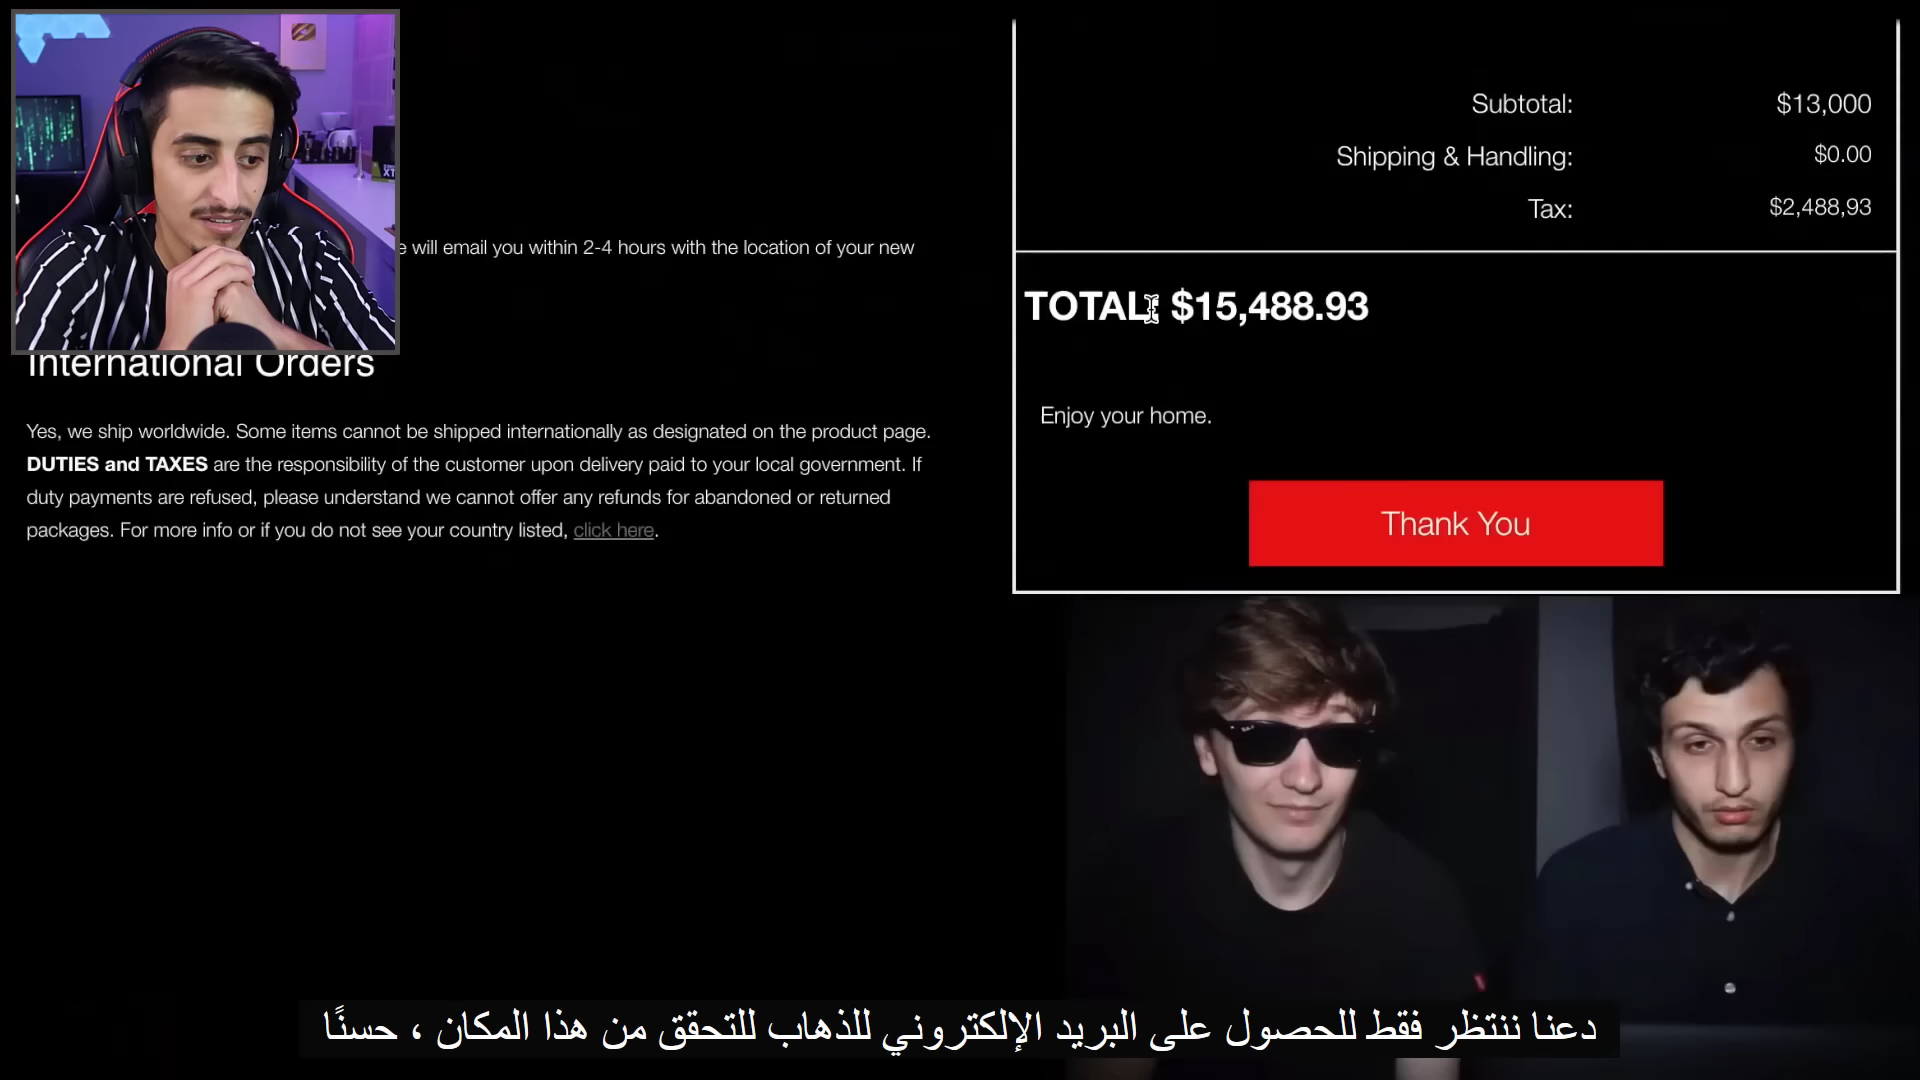 Subtotal: $13,000
Shipping & Handling: $0.00
Tax: $2,488,93
will email you within 2-4 hours with the location of your new
TOTAL: $15,488.93
International Orders
Enjoy your home.
Yes, we ship worldwide. Some items cannot be shipped internationally as designated on the product page.
DUTIES and TAXES are the responsibility of the customer upon delivery paid to your local government. If
duty payments are refused, please understand we cannot offer any refunds for abandoned or returned
packages. For more info or if you do not see your country listed, click here.
Thank You
دعنا ننتظر فقط للحصول على البريد الإلكتروني للذهاب للتحقق من هذا المكان ، حسنًا